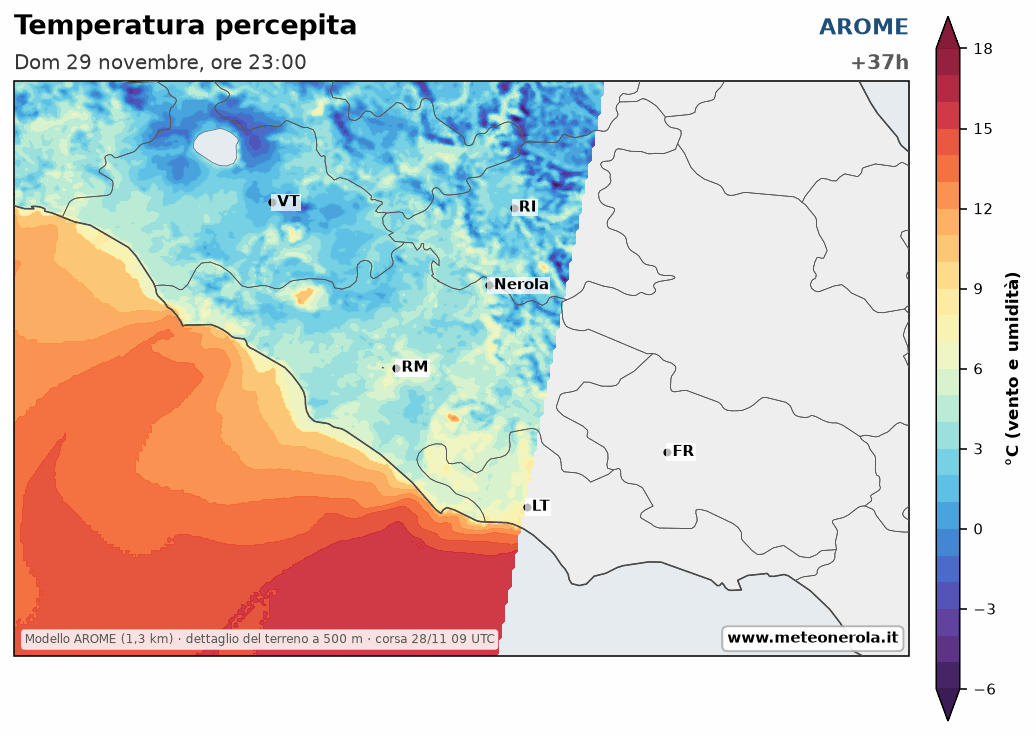 Temperatura percepita
AROME
Dom 29 novembre, ore 23:00
+37h
VT
RI
Nerola
RM
FR
LT
Modello AROME (1,3 km) · dettaglio del terreno a 500 m · corsa 28/11 09 UTC
www.meteonerola.it
18
15
12
9
6
3
0
−3
−6
°C (vento e umidità)